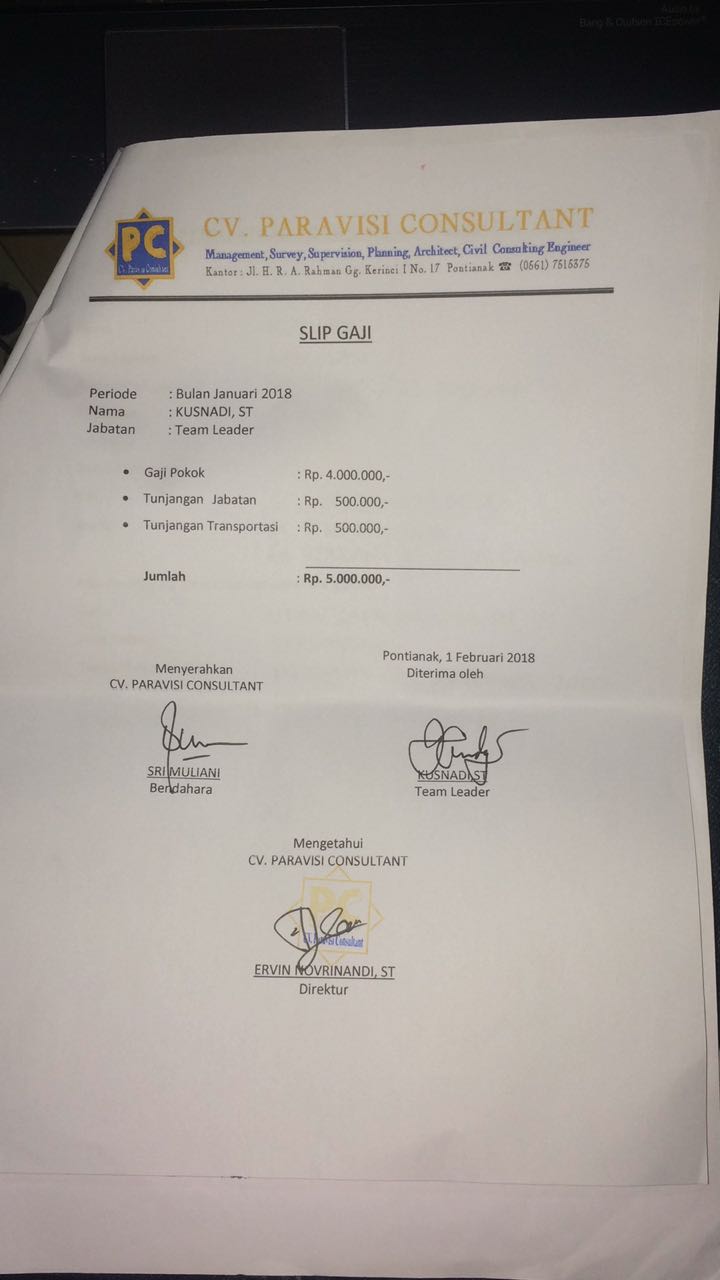 Bang & Olufsen ICEpower®
PC
CV. Paravisi Consultant
CV. PARAVISI CONSULTANT
Management, Survey, Supervision, Planning, Architect, Civil Consulting Engineer
Kantor : Jl. H. R. A. Rahman Gg. Kerinci I No. 17 Pontianak ☎ (0561) 7515375
SLIP GAJI
Periode : Bulan Januari 2018
Nama : KUSNADI, ST
Jabatan : Team Leader
• Gaji Pokok : Rp. 4.000.000,-
• Tunjangan Jabatan : Rp. 500.000,-
• Tunjangan Transportasi : Rp. 500.000,-
Jumlah : Rp. 5.000.000,-
Pontianak, 1 Februari 2018
Menyerahkan Diterima oleh
CV. PARAVISI CONSULTANT
SRI MULIANI KUSNADI,ST
Bendahara Team Leader
Mengetahui
CV. PARAVISI CONSULTANT
PC
CV. Paravisi Consultant
ERVIN NOVRINANDI, ST
Direktur